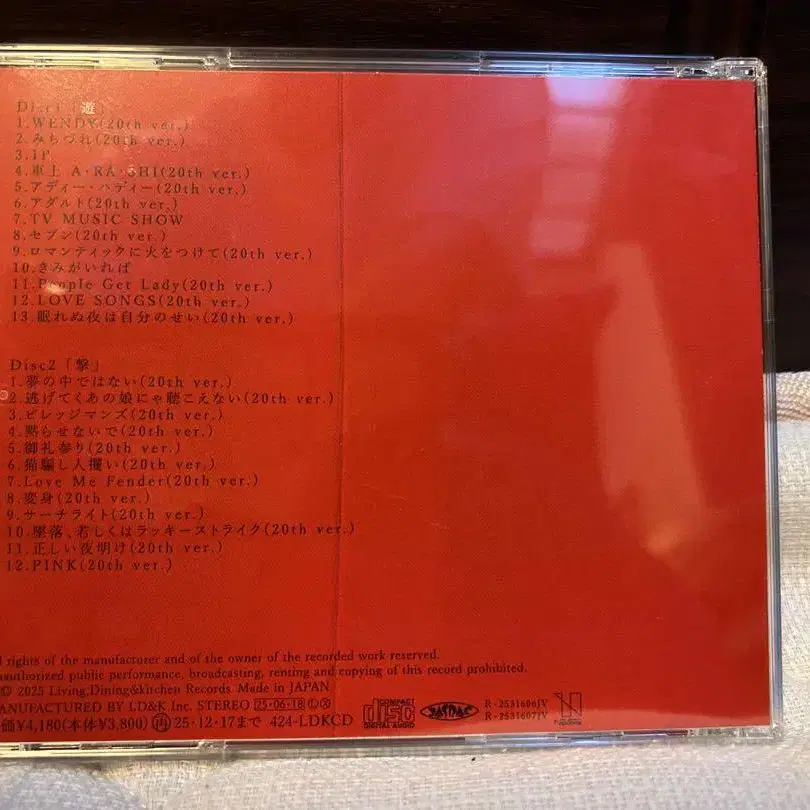 Disc1「遊」
1.WENDY(20th ver.)
2.みちづれ(20th ver.)
3.IP
4.車上 A・RA・SHI(20th ver.)
5.アディー・ハディー(20th ver.)
6.アダルト(20th ver.)
7.TV MUSIC SHOW
8.セブン(20th ver.)
9.ロマンティックに火をつけて(20th ver.)
10.きみがいれば
11.People Get Lady(20th ver.)
12.LOVE SONGS(20th ver.)
13.眠れぬ夜は自分のせい(20th ver.)
Disc2「撃」
1.夢の中ではない(20th ver.)
2.逃げてくあの娘にゃ聴こえない(20th ver.)
3.ビレッジマンズ(20th ver.)
4.黙らせないで(20th ver.)
5.御礼参り(20th ver.)
6.猫騙し人攫い(20th ver.)
7.Love Me Fender(20th ver.)
8.変身(20th ver.)
9.サーチライト(20th ver.)
10.堕落、若しくはラッキーストライク(20th ver.)
11.正しい夜明け(20th ver.)
12.PINK(20th ver.)
rights of the manufacturer and of the owner of the recorded work reserved.
authorized public performance, broadcasting, renting and copying of this record prohibited.
© 2025 Living,Dining&kitchen Records Made in JAPAN
MANUFACTURED BY LD&K Inc. STEREO 25・06・18 Ⓛ Ⓧ
価¥4,180(本体¥3,800) 再 25・12・17まで 424-LDKCD
COMPACT disc DIGITAL AUDIO
JASRAC
R-2531606JV
R-2531607JV